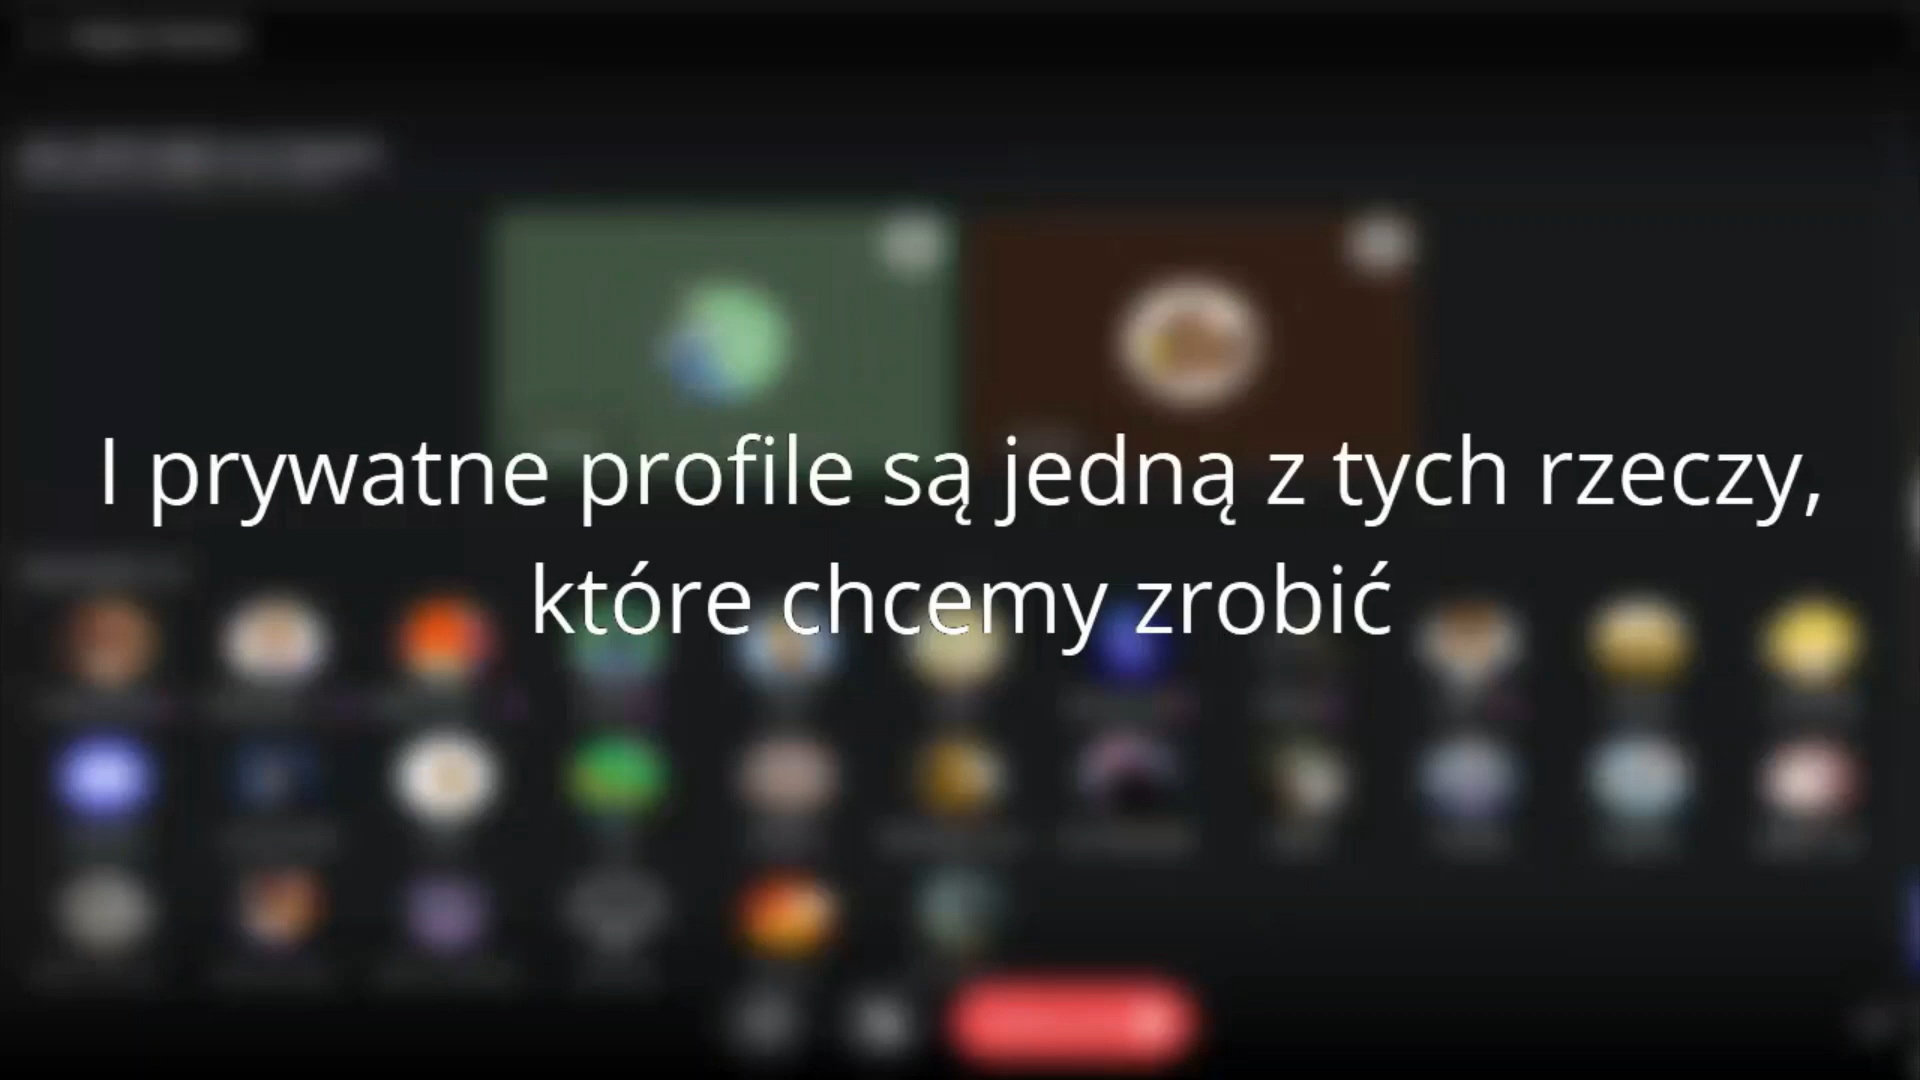 I prywatne profile są jedną z tych rzeczy,
które chcemy zrobić